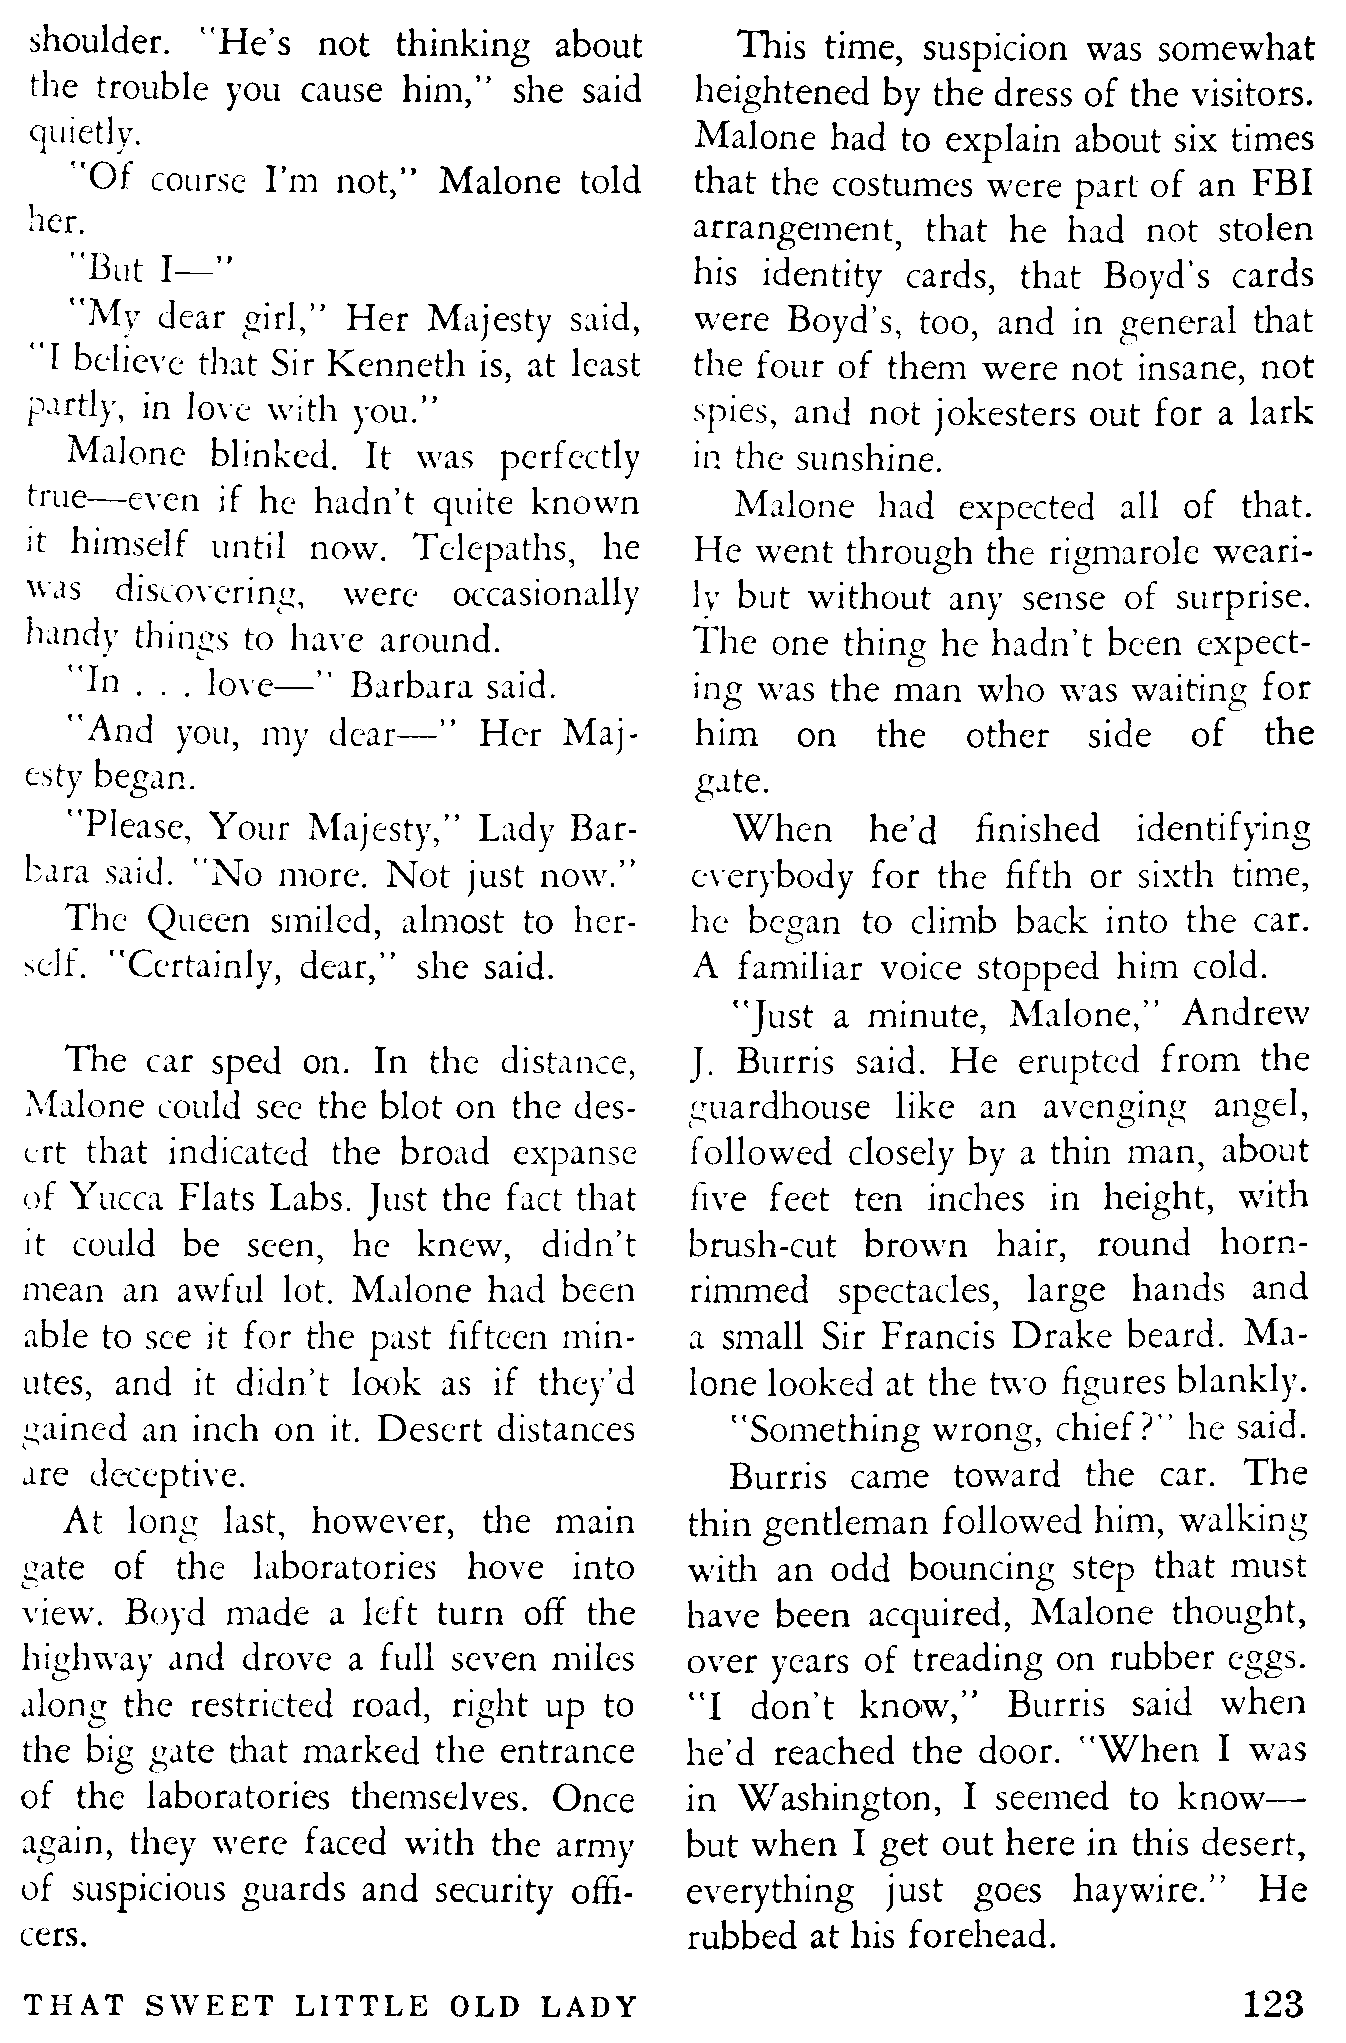 shoulder. "He's not thinking about
the trouble you cause him," she said
quietly.
"Of course I'm not," Malone told
her.
"But I—"
"My dear girl," Her Majesty said,
"I believe that Sir Kenneth is, at least
partly, in love with you."
Malone blinked. It was perfectly
true—even if he hadn't quite known
it himself until now. Telepaths, he
was discovering, were occasionally
handy things to have around.
"In . . . love—" Barbara said.
"And you, my dear—" Her Maj-
esty began.
"Please, Your Majesty," Lady Bar-
bara said. "No more. Not just now."
The Queen smiled, almost to her-
self. "Certainly, dear," she said.
The car sped on. In the distance,
Malone could see the blot on the des-
ert that indicated the broad expanse
of Yucca Flats Labs. Just the fact that
it could be seen, he knew, didn't
mean an awful lot. Malone had been
able to see it for the past fifteen min-
utes, and it didn't look as if they'd
gained an inch on it. Desert distances
are deceptive.
At long last, however, the main
gate of the laboratories hove into
view. Boyd made a left turn off the
highway and drove a full seven miles
along the restricted road, right up to
the big gate that marked the entrance
of the laboratories themselves. Once
again, they were faced with the army
of suspicious guards and security offi-
cers.
This time, suspicion was somewhat
heightened by the dress of the visitors.
Malone had to explain about six times
that the costumes were part of an FBI
arrangement, that he had not stolen
his identity cards, that Boyd's cards
were Boyd's, too, and in general that
the four of them were not insane, not
spies, and not jokesters out for a lark
in the sunshine.
Malone had expected all of that.
He went through the rigmarole weari-
ly but without any sense of surprise.
The one thing he hadn't been expect-
ing was the man who was waiting for
him on the other side of the
gate.
When he'd finished identifying
everybody for the fifth or sixth time,
he began to climb back into the car.
A familiar voice stopped him cold.
"Just a minute, Malone," Andrew
J. Burris said. He erupted from the
guardhouse like an avenging angel,
followed closely by a thin man, about
five feet ten inches in height, with
brush-cut brown hair, round horn-
rimmed spectacles, large hands and
a small Sir Francis Drake beard. Ma-
lone looked at the two figures blankly.
"Something wrong, chief?" he said.
Burris came toward the car. The
thin gentleman followed him, walking
with an odd bouncing step that must
have been acquired, Malone thought,
over years of treading on rubber eggs.
"I don't know," Burris said when
he'd reached the door. "When I was
in Washington, I seemed to know—
but when I get out here in this desert,
everything just goes haywire." He
rubbed at his forehead.
THAT SWEET LITTLE OLD LADY
123